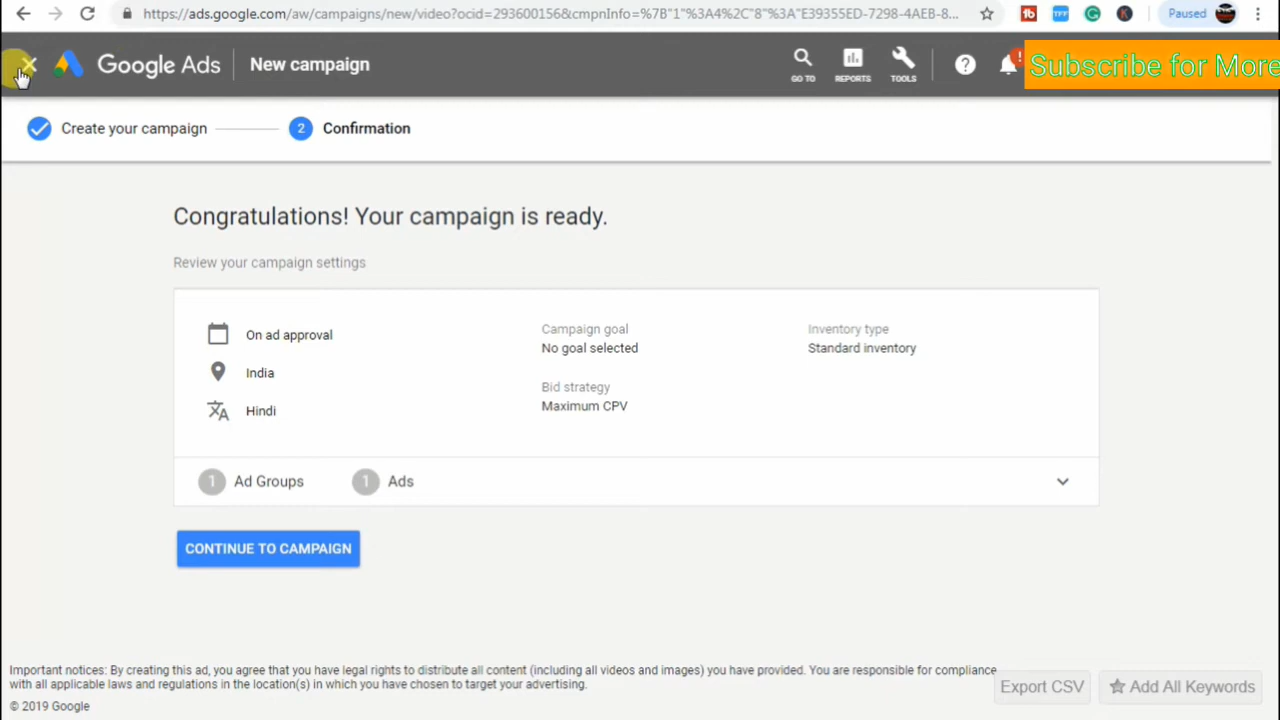 https://ads.google.com/aw/campaigns/new/video?ocid=293600156&cmpnInfo=%7B"1"%3A4%2C"8"%3A"E39355ED-7298-4AEB-8...
Paused
Google Ads
New campaign
GO TO
REPORTS
TOOLS
Subscribe for More
Create your campaign
2
Confirmation
Congratulations! Your campaign is ready.
Review your campaign settings
On ad approval
India
Hindi
Campaign goal
No goal selected
Bid strategy
Maximum CPV
Inventory type
Standard inventory
1 Ad Groups
1 Ads
CONTINUE TO CAMPAIGN
Important notices: By creating this ad, you agree that you have legal rights to distribute all content (including all videos and images) you have provided. You are responsible for compliance
with all applicable laws and regulations in the location(s) in which you have chosen to target your advertising.
© 2019 Google
Export CSV
Add All Keywords